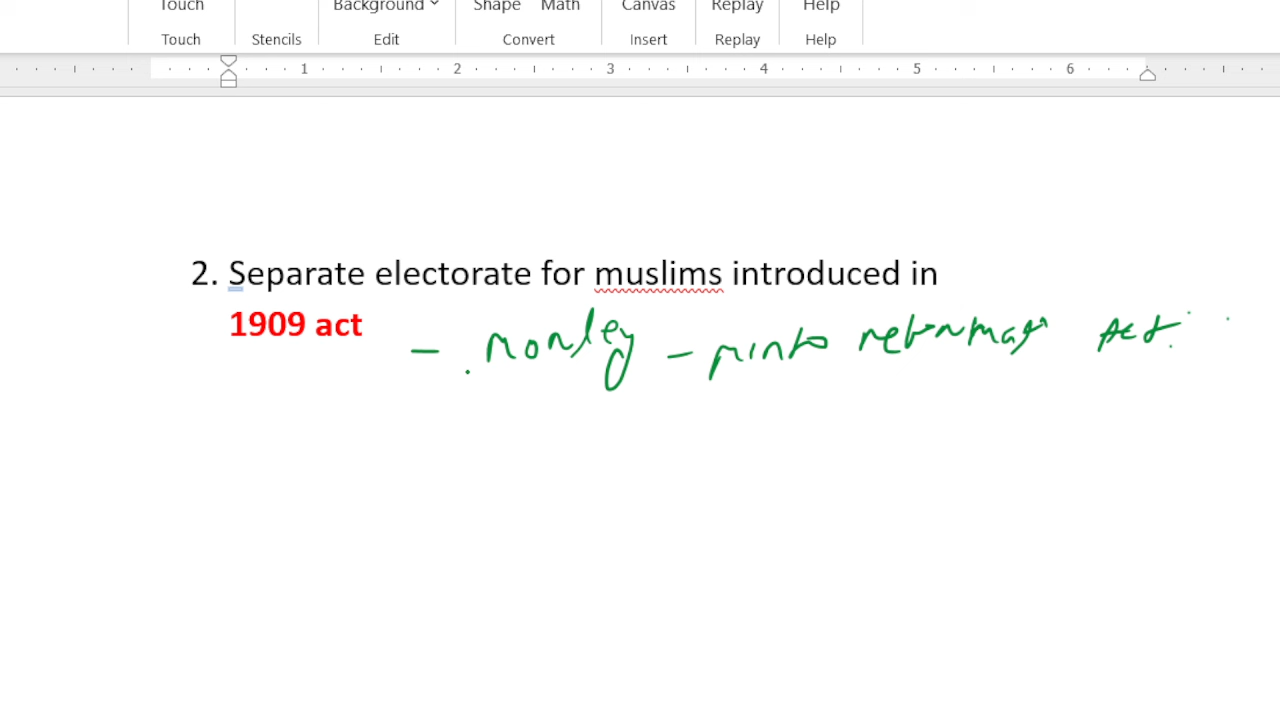 Touch Background Shape Math Canvas Replay Help
Touch Stencils Edit Convert Insert Replay Help
1 2 3 4 5 6
2. Separate electorate for muslims introduced in
1909 act - morley - minto reforms Act.